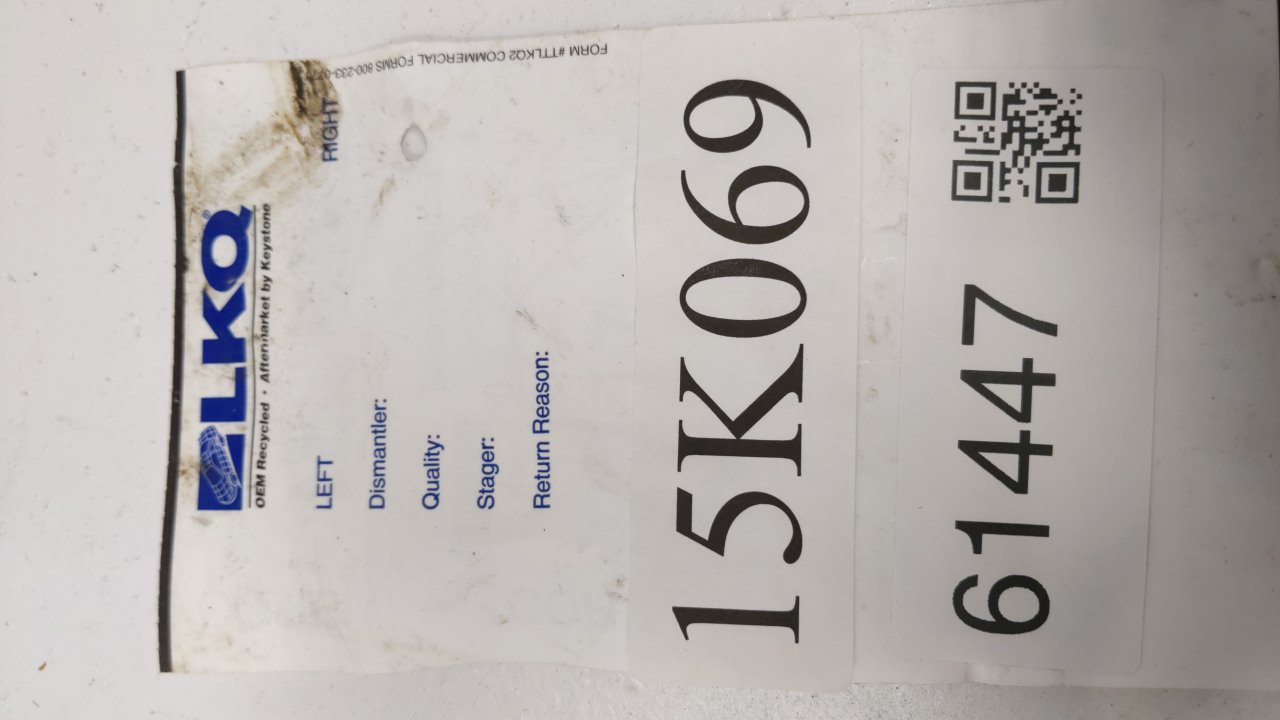 LKQ®
OEM Recycled • Aftermarket by Keystone
LEFT RIGHT
Dismantler:
Quality:
Stager:
Return Reason:
FORM #TTLKQ2 COMMERCIAL FORMS 800-233-
15K069
61447